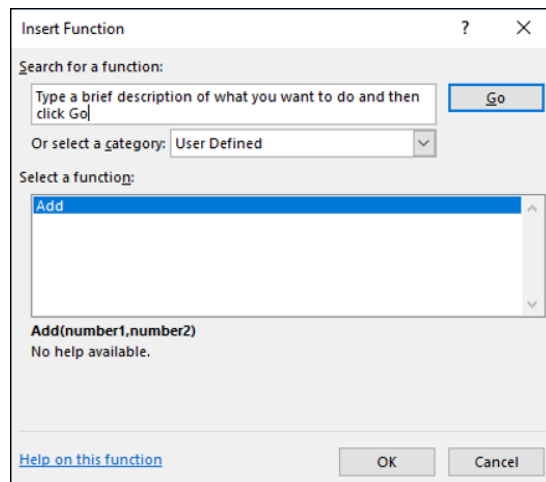 Insert Function
?
Search for a function:
Type a brief description of what you want to do and then
click Go
Go
Or select a category: User Defined
Select a function:
Add
Add(number1,number2)
No help available.
Help on this function
OK
Cancel